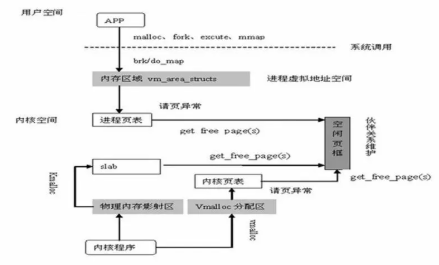 用户空间
APP
malloc、fork、excute、mmap
系统调用
brk/do_map
内存区域 vm_area_structs
进程虚拟地址空间
请页异常
内核空间
进程页表
get free page(s)
空闲页框
伙伴关系维护
slab
get_free_page(s)
内核页表
get_free_page(s)
请页异常
Kmalloc
物理内存影射区
Vmalloc 分配区
vmalloc
内核程序